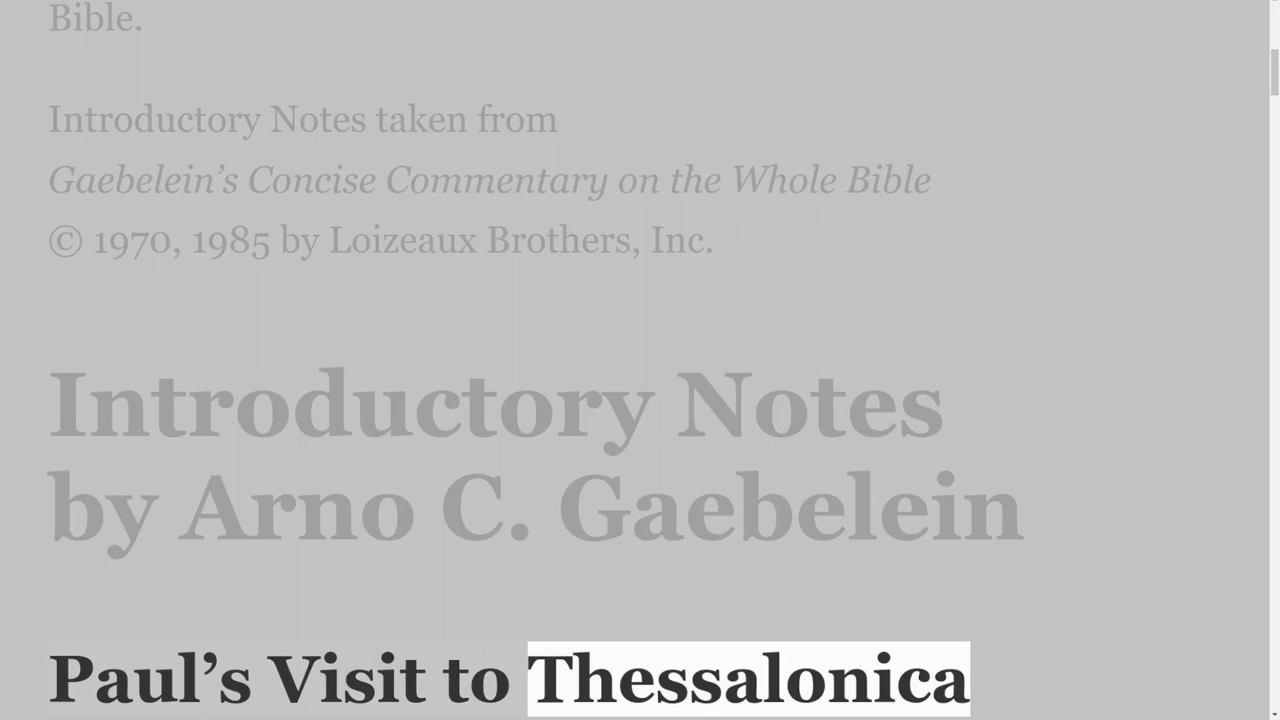 Bible.
Introductory Notes taken from
Gaebelein’s Concise Commentary on the Whole Bible
© 1970, 1985 by Loizeaux Brothers, Inc.
Introductory Notes
by Arno C. Gaebelein
Paul’s Visit to Thessalonica